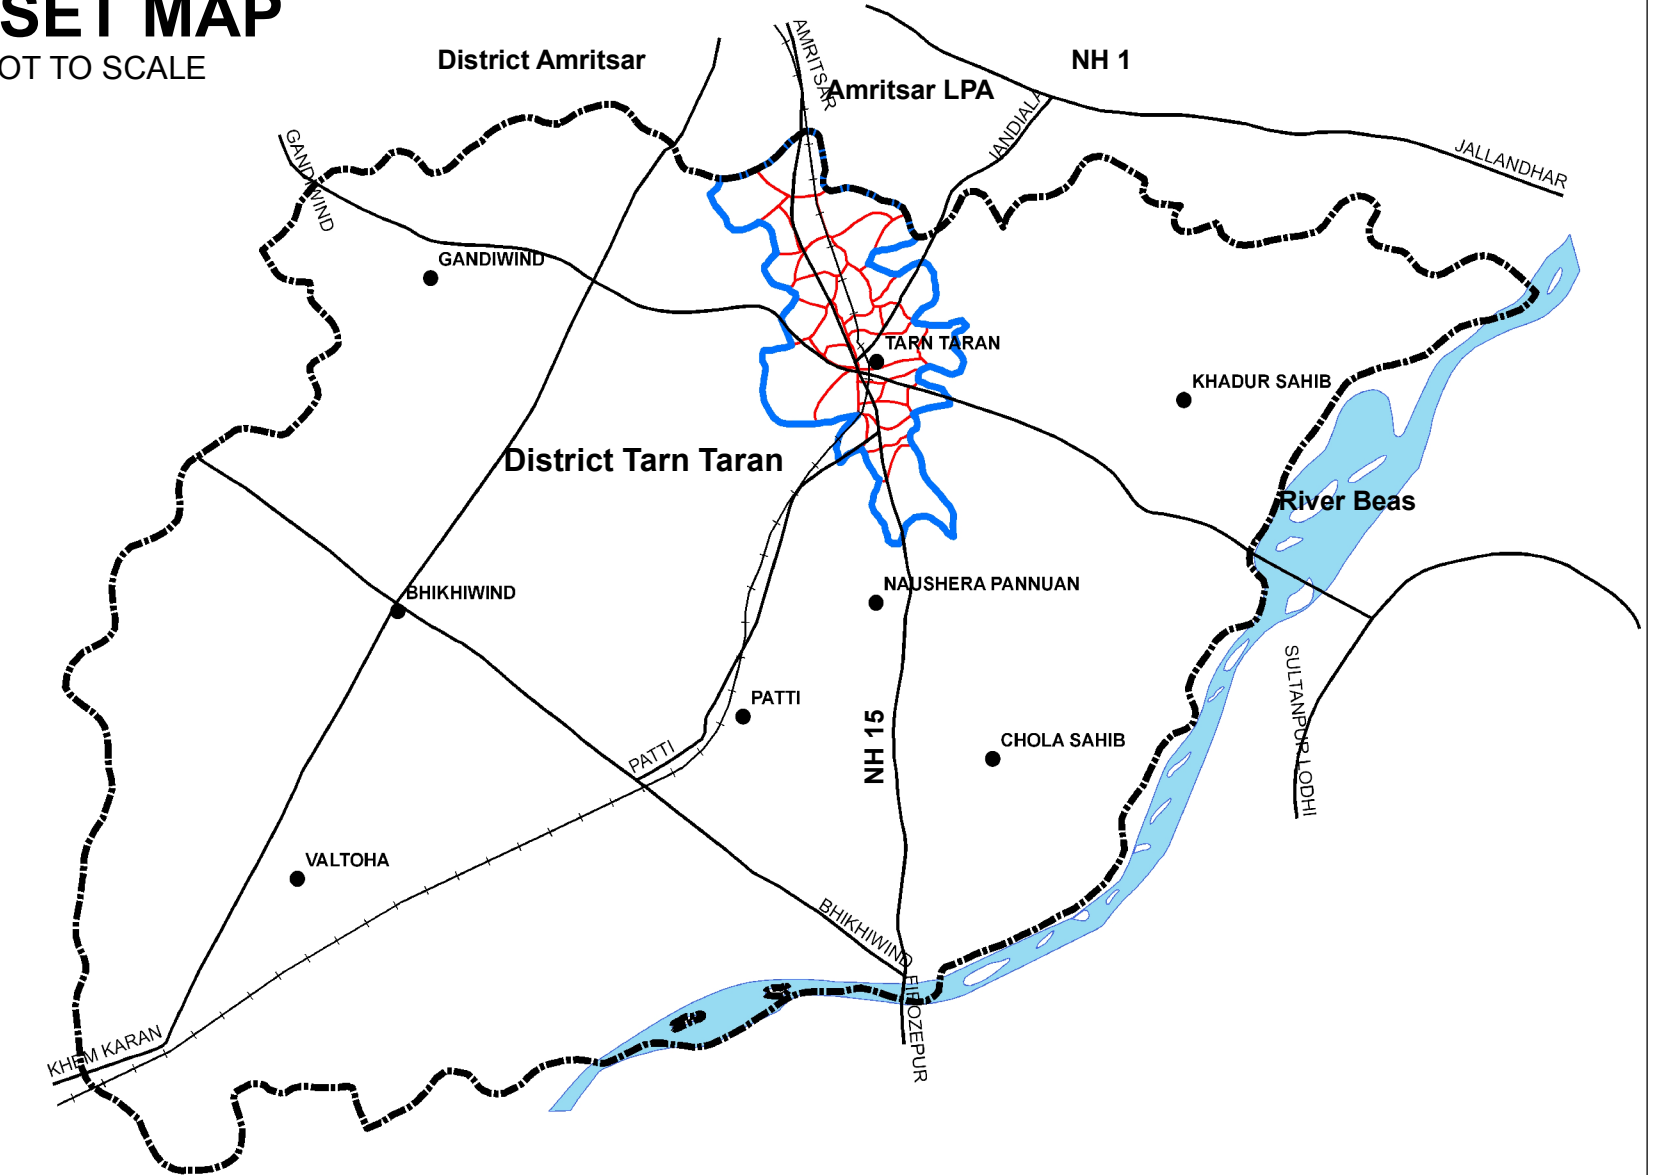 SET MAP
OT TO SCALE
District Amritsar
AMRITSAR
Amritsar LPA
NH 1
JANDIALA
JALLANDHAR
GANDIWIND
GANDIWIND
TARN TARAN
KHADUR SAHIB
District Tarn Taran
River Beas
BHIKHIWIND
NAUSHERA PANNUAN
SULTANPUR LODHI
PATTI
PATTI
NH 15
CHOLA SAHIB
VALTOHA
BHIKHIWIND
FIROZEPUR
KHEM KARAN